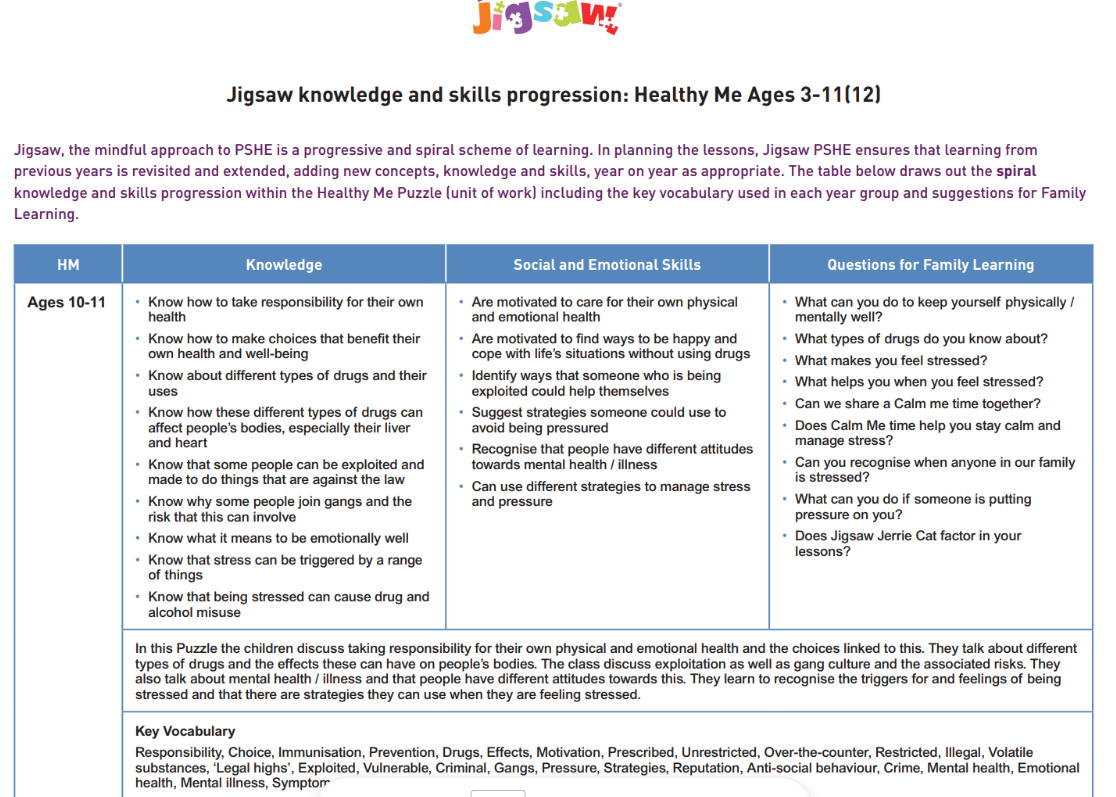 jigsaw
Jigsaw knowledge and skills progression: Healthy Me Ages 3-11(12)
Jigsaw, the mindful approach to PSHE is a progressive and spiral scheme of learning. In planning the lessons, Jigsaw PSHE ensures that learning from
previous years is revisited and extended, adding new concepts, knowledge and skills, year on year as appropriate. The table below draws out the spiral
knowledge and skills progression within the Healthy Me Puzzle (unit of work) including the key vocabulary used in each year group and suggestions for Family
Learning.
HM
Knowledge
Social and Emotional Skills
Questions for Family Learning
Ages 10-11
• Know how to take responsibility for their own
health
• Know how to make choices that benefit their
own health and well-being
• Know about different types of drugs and their
uses
• Know how these different types of drugs can
affect people's bodies, especially their liver
and heart
• Know that some people can be exploited and
made to do things that are against the law
• Know why some people join gangs and the
risk that this can involve
• Know what it means to be emotionally well
• Know that stress can be triggered by a range
of things
• Know that being stressed can cause drug and
alcohol misuse
• Are motivated to care for their own physical
and emotional health
• Are motivated to find ways to be happy and
cope with life's situations without using drugs
• Identify ways that someone who is being
exploited could help themselves
• Suggest strategies someone could use to
avoid being pressured
• Recognise that people have different attitudes
towards mental health / illness
• Can use different strategies to manage stress
and pressure
• What can you do to keep yourself physically /
mentally well?
• What types of drugs do you know about?
• What makes you feel stressed?
• What helps you when you feel stressed?
• Can we share a Calm me time together?
• Does Calm Me time help you stay calm and
manage stress?
• Can you recognise when anyone in our family
is stressed?
• What can you do if someone is putting
pressure on you?
• Does Jigsaw Jerrie Cat factor in your
lessons?
In this Puzzle the children discuss taking responsibility for their own physical and emotional health and the choices linked to this. They talk about different
types of drugs and the effects these can have on people's bodies. The class discuss exploitation as well as gang culture and the associated risks. They
also talk about mental health / illness and that people have different attitudes towards this. They learn to recognise the triggers for and feelings of being
stressed and that there are strategies they can use when they are feeling stressed.
Key Vocabulary
Responsibility, Choice, Immunisation, Prevention, Drugs, Effects, Motivation, Prescribed, Unrestricted, Over-the-counter, Restricted, Illegal, Volatile
substances, 'Legal highs', Exploited, Vulnerable, Criminal, Gangs, Pressure, Strategies, Reputation, Anti-social behaviour, Crime, Mental health, Emotional
health, Mental illness,